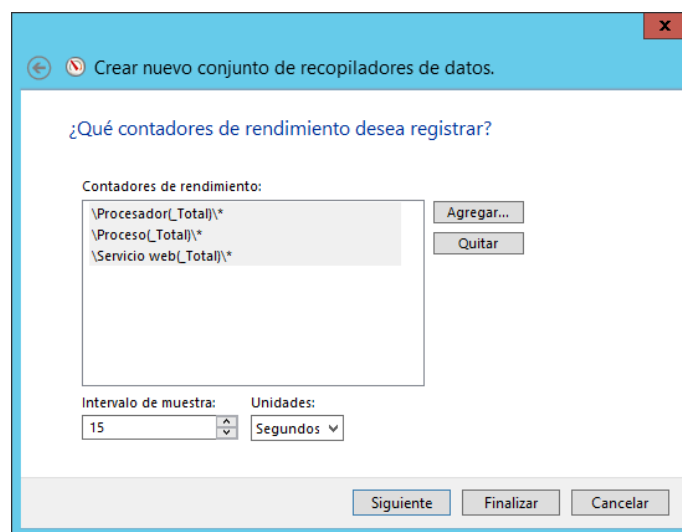 x
Crear nuevo conjunto de recopiladores de datos.
¿Qué contadores de rendimiento desea registrar?
Contadores de rendimiento:
\Procesador(_Total)\*
\Proceso(_Total)\*
\Servicio web(_Total)\*
Agregar...
Quitar
Intervalo de muestra:
Unidades:
15
Segundos
Siguiente
Finalizar
Cancelar